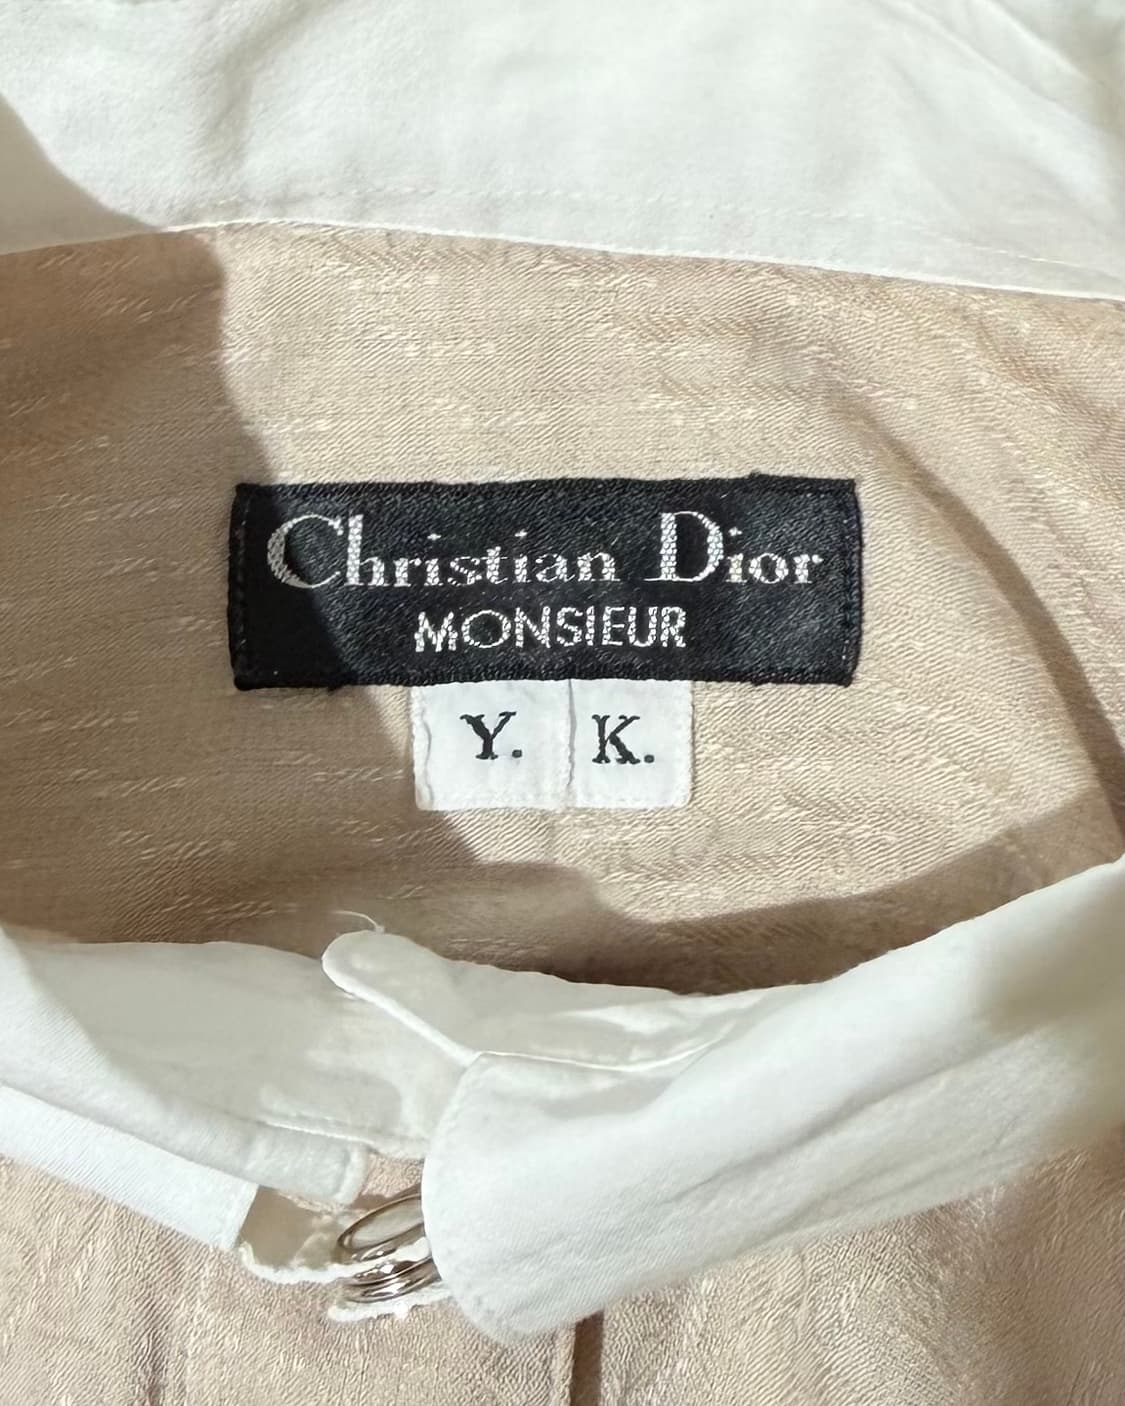 Christian Dior
MONSIEUR
Y. K.